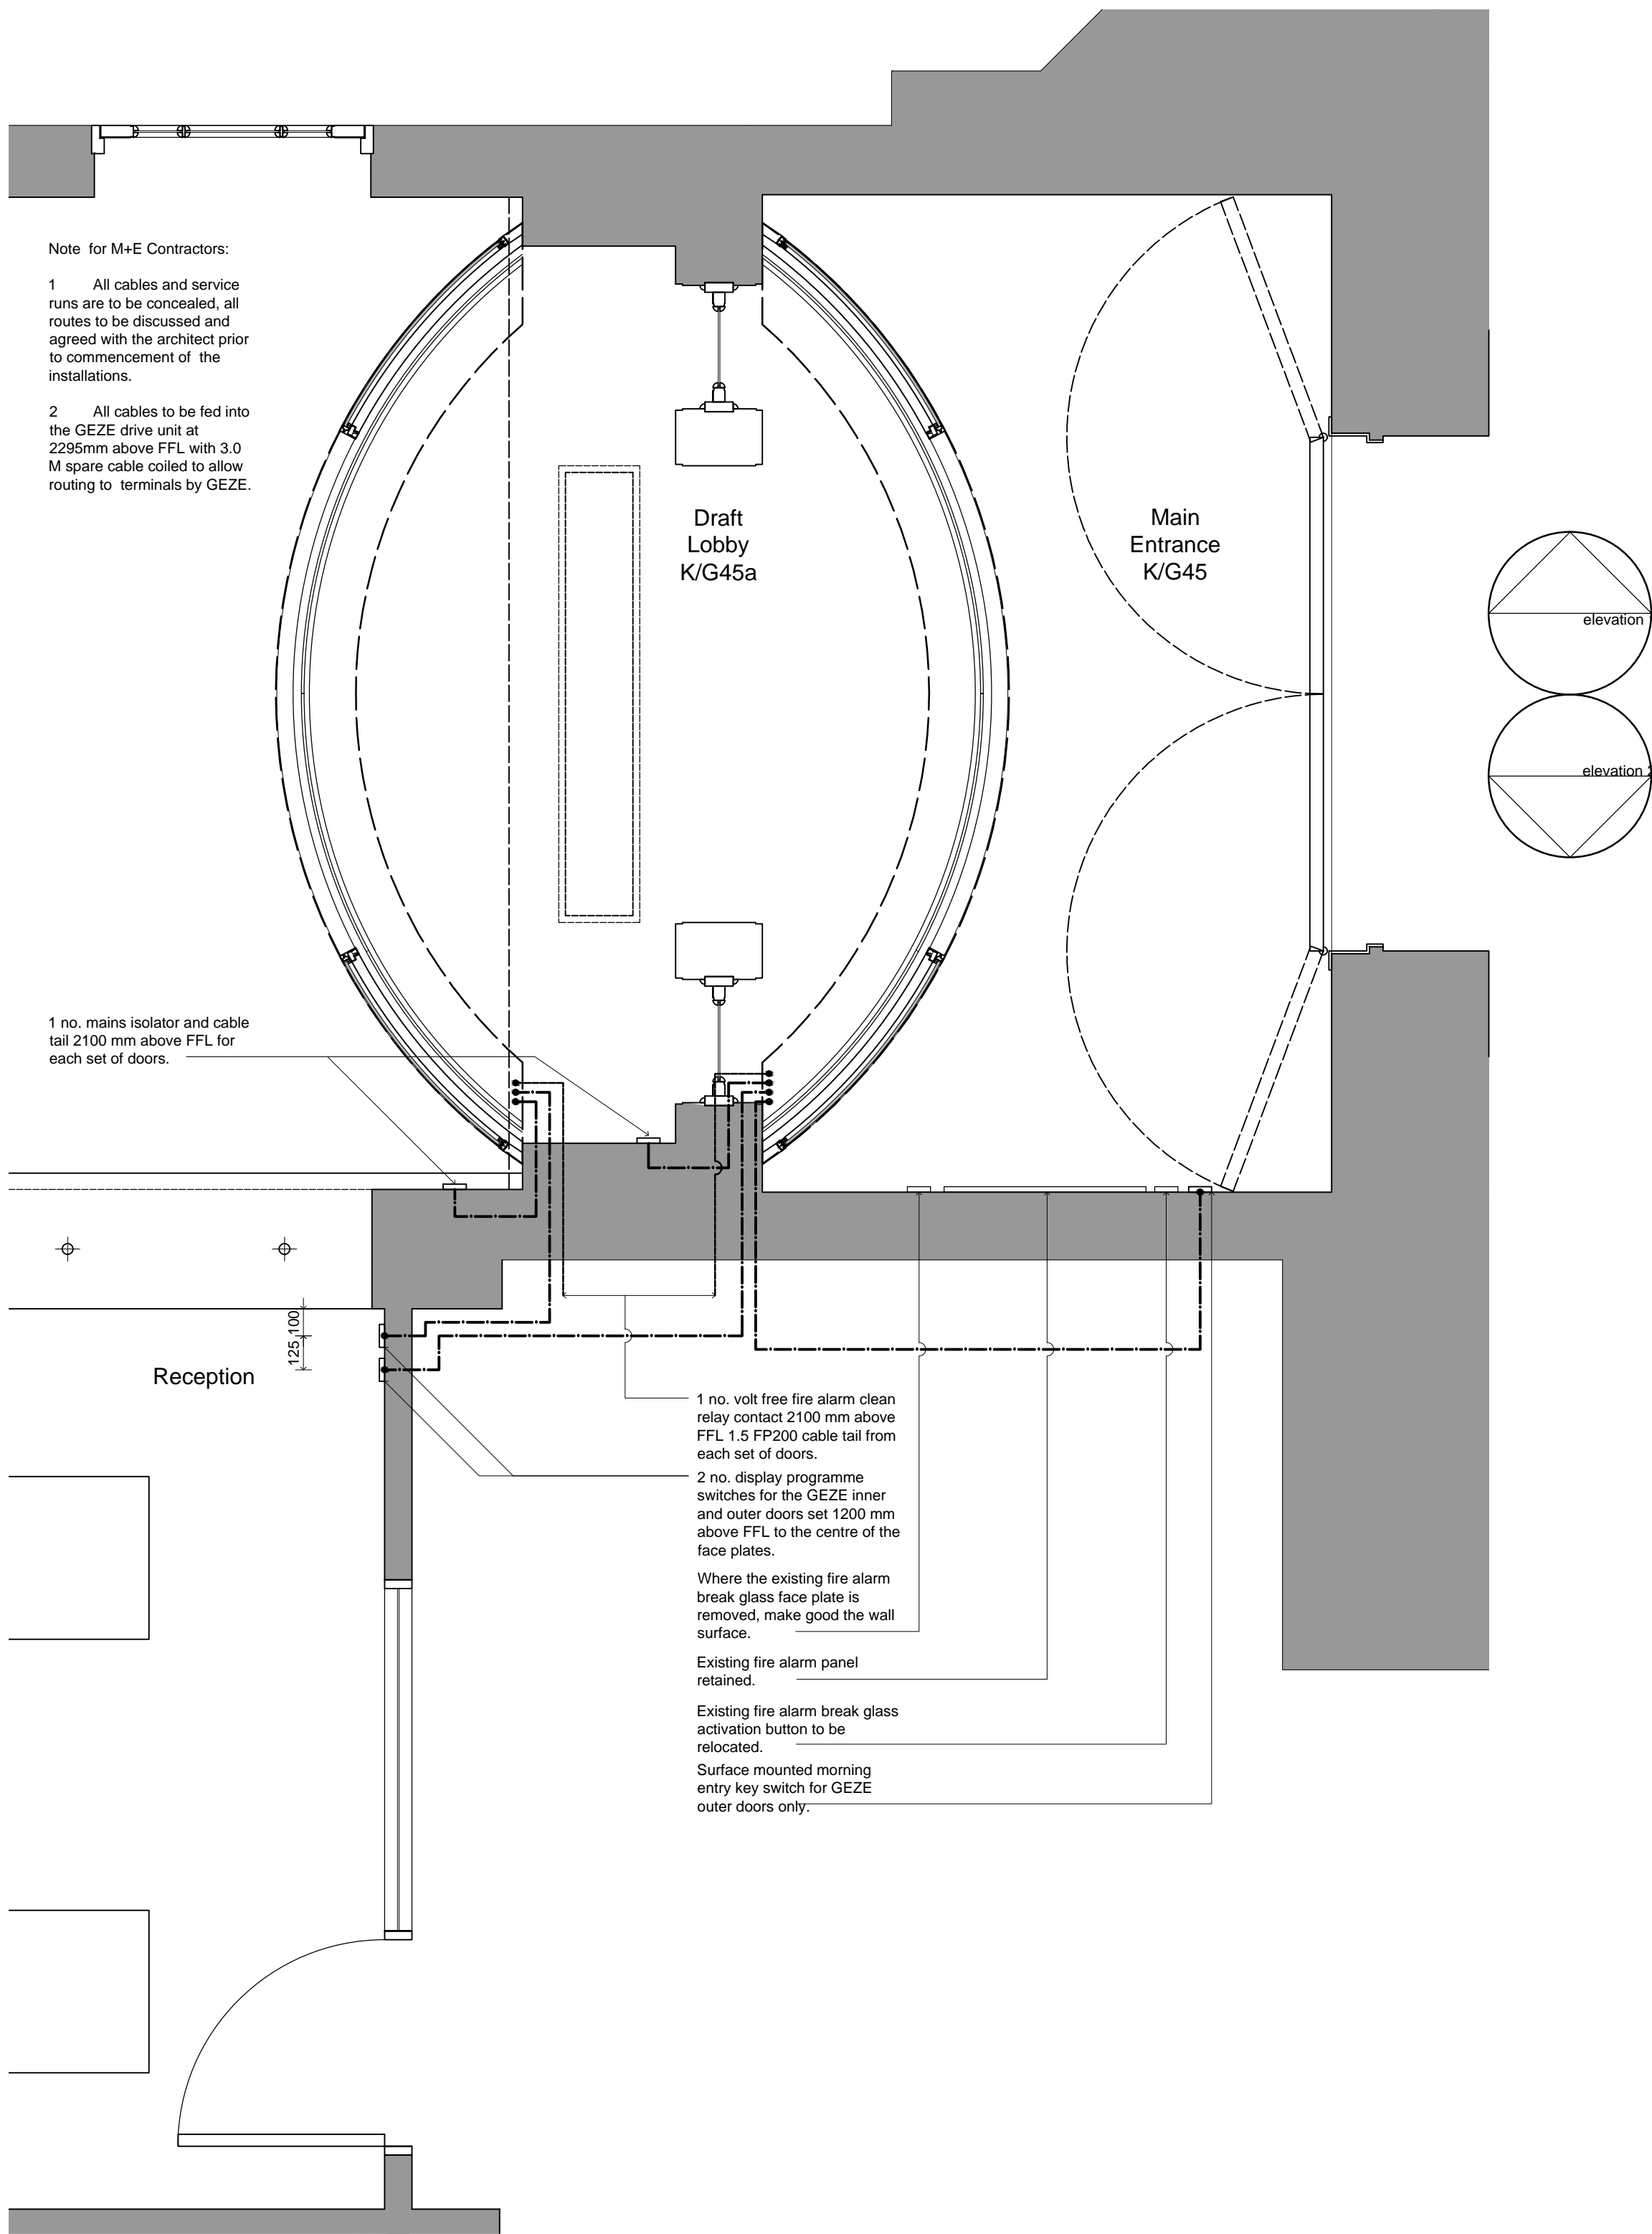 Note for M+E Contractors:
1 All cables and service
runs are to be concealed, all
routes to be discussed and
agreed with the architect prior
to commencement of the
installations.
2 All cables to be fed into
the GEZE drive unit at
2295mm above FFL with 3.0
M spare cable coiled to allow
routing to terminals by GEZE.
Draft
Lobby
K/G45a
Main
Entrance
K/G45
elevation
elevation 2
1 no. mains isolator and cable
tail 2100 mm above FFL for
each set of doors.
100
125
Reception
1 no. volt free fire alarm clean
relay contact 2100 mm above
FFL 1.5 FP200 cable tail from
each set of doors.
2 no. display programme
switches for the GEZE inner
and outer doors set 1200 mm
above FFL to the centre of the
face plates.
Where the existing fire alarm
break glass face plate is
removed, make good the wall
surface.
Existing fire alarm panel
retained.
Existing fire alarm break glass
activation button to be
relocated.
Surface mounted morning
entry key switch for GEZE
outer doors only.